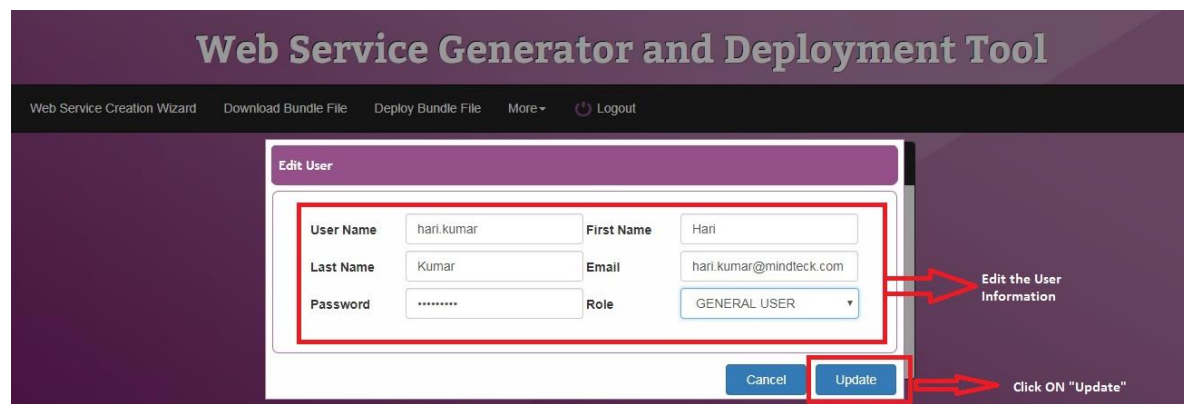 Web Service Generator and Deployment Tool
Web Service Creation Wizard Download Bundle File Deploy Bundle File More Logout
Edit User
User Name hari.kumar First Name Hari
Last Name Kumar Email hari.kumar@mindteck.com
Password ········· Role GENERAL USER
Edit the User
Information
Cancel Update
Click ON "Update"